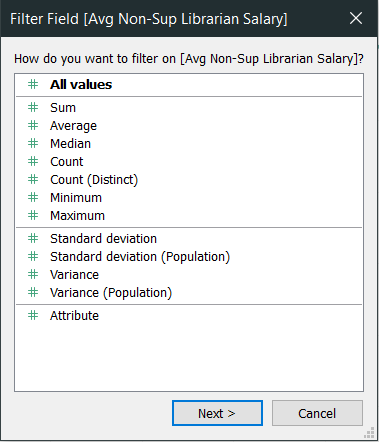 Filter Field [Avg Non-Sup Librarian Salary]
How do you want to filter on [Avg Non-Sup Librarian Salary]?
All values
Sum
Average
Median
Count
Count (Distinct)
Minimum
Maximum
Standard deviation
Standard deviation (Population)
Variance
Variance (Population)
Attribute
Next >
Cancel